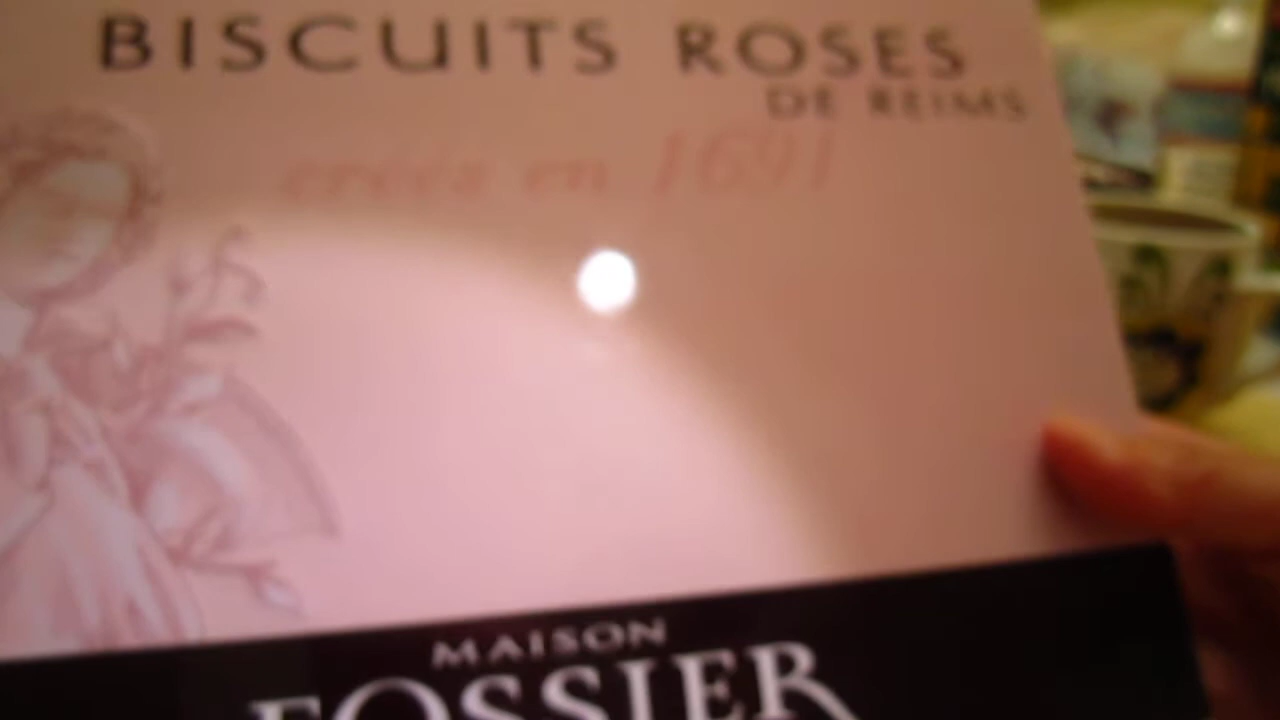 BISCUITS ROSES
DE REIMS
créés en 1691
MAISON
FOSSIER